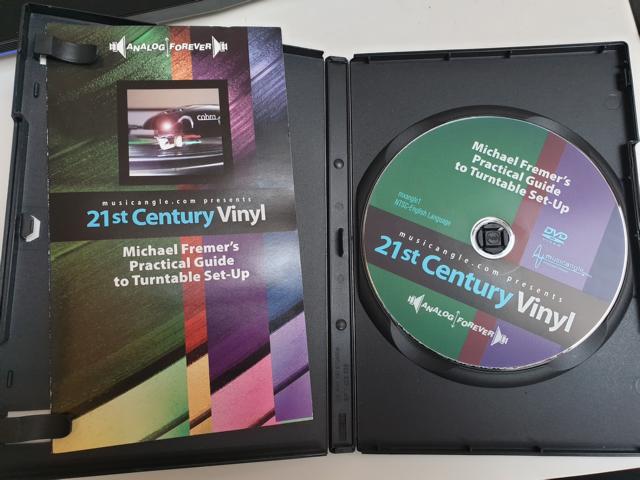 ANALOG FOREVER
cobra
musicangle.com presents
21st Century Vinyl
Michael Fremer's
Practical Guide
to Turntable Set-Up
Michael Fremer's
Practical Guide
to Turntable Set-Up
mxangle1
NTSC-English Language
DVD
musicangle
musicangle.com presents
21st Century Vinyl
ANALOG FOREVER